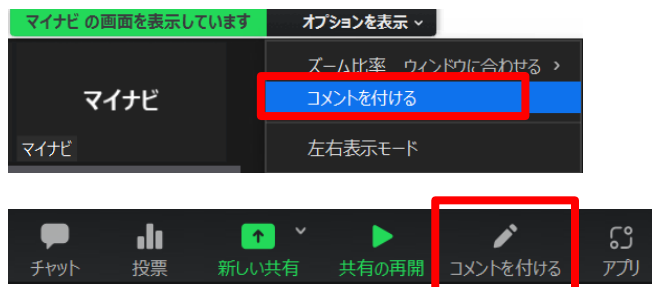 マイナビ の画面を表示しています オプションを表示
ズーム比率 ウィンドウに合わせる
マイナビ
コメントを付ける
マイナビ
左右表示モード
チャット 投票 新しい共有 共有の再開 コメントを付ける アプリ